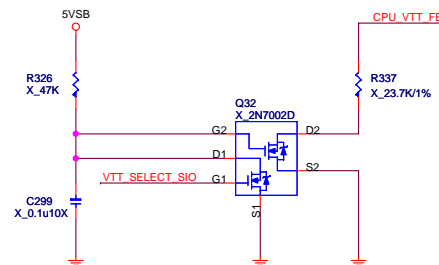 5VSB
CPU_VTT_FB
R326
X_47K
R337
X_23.7K/1%
Q32
X_2N7002D
G2
D2
D1
S2
VTT_SELECT_SIO
G1
C299
X_0.1u10X
S1